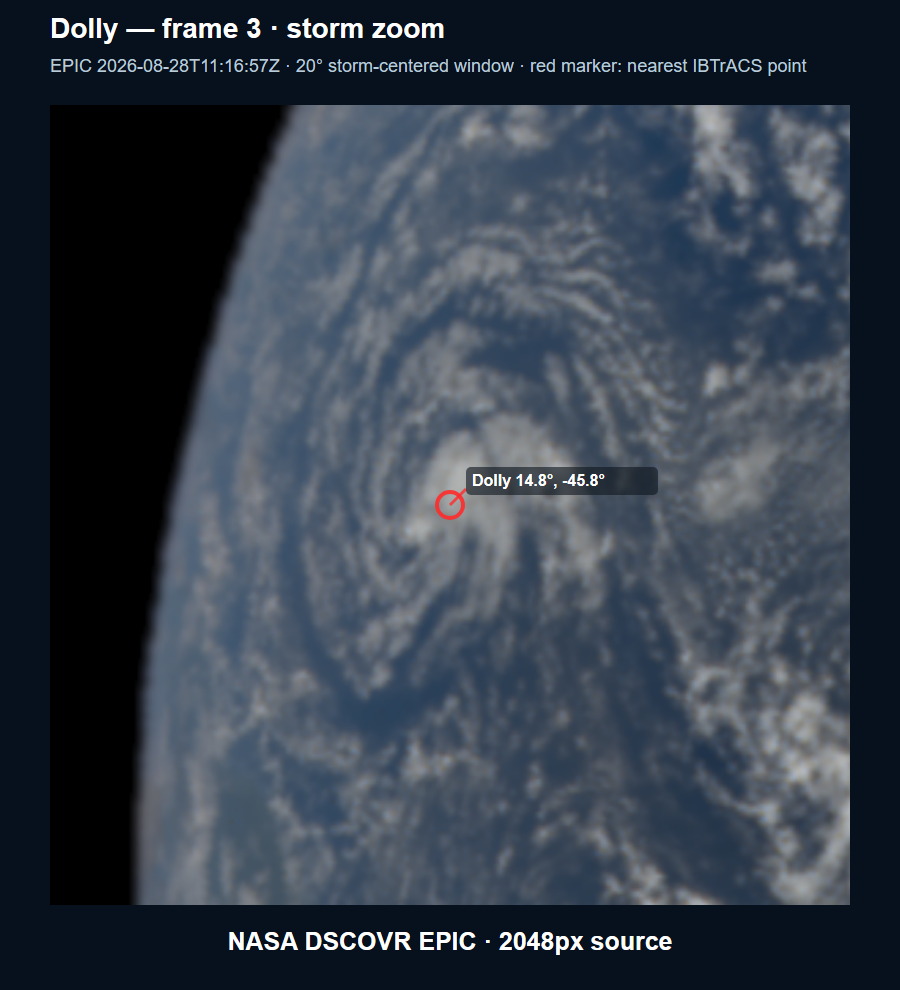 Dolly — frame 3 · storm zoom
EPIC 2026-08-28T11:16:57Z · 20° storm-centered window · red marker: nearest IBTrACS point
Dolly 14.8°, -45.8°
NASA DSCOVR EPIC · 2048px source